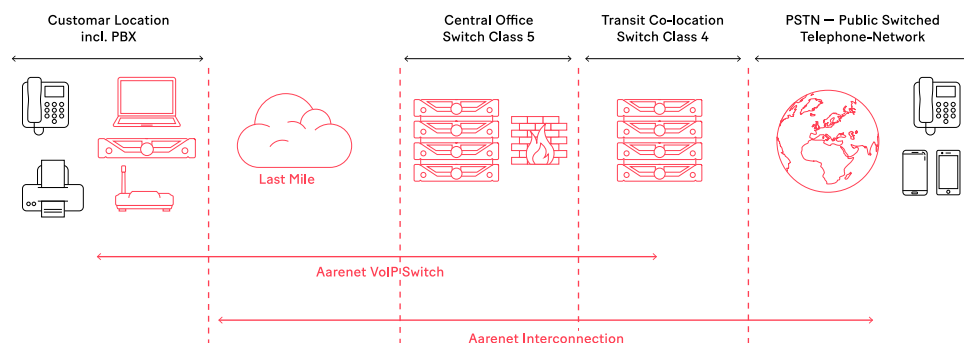 Customar Location
incl. PBX
Central Office
Switch Class 5
Transit Co-location
Switch Class 4
PSTN — Public Switched
Telephone-Network
Last Mile
Aarenet VoIP Switch
Aarenet Interconnection